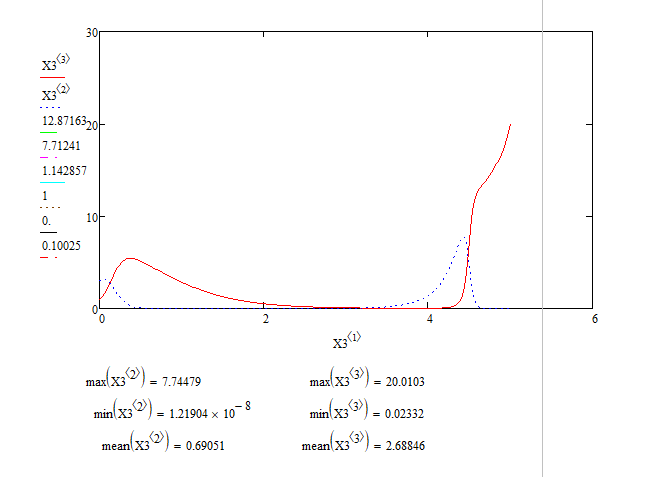 30
X3⟨3⟩
X3⟨2⟩
12.87163
20
7.71241
1.142857
1
10
0.
0.10025
0
0 2 4 6
X3⟨1⟩
max(X3⟨2⟩) = 7.74479 max(X3⟨3⟩) = 20.0103
min(X3⟨2⟩) = 1.21904 × 10⁻⁸ min(X3⟨3⟩) = 0.02332
mean(X3⟨2⟩) = 0.69051 mean(X3⟨3⟩) = 2.68846